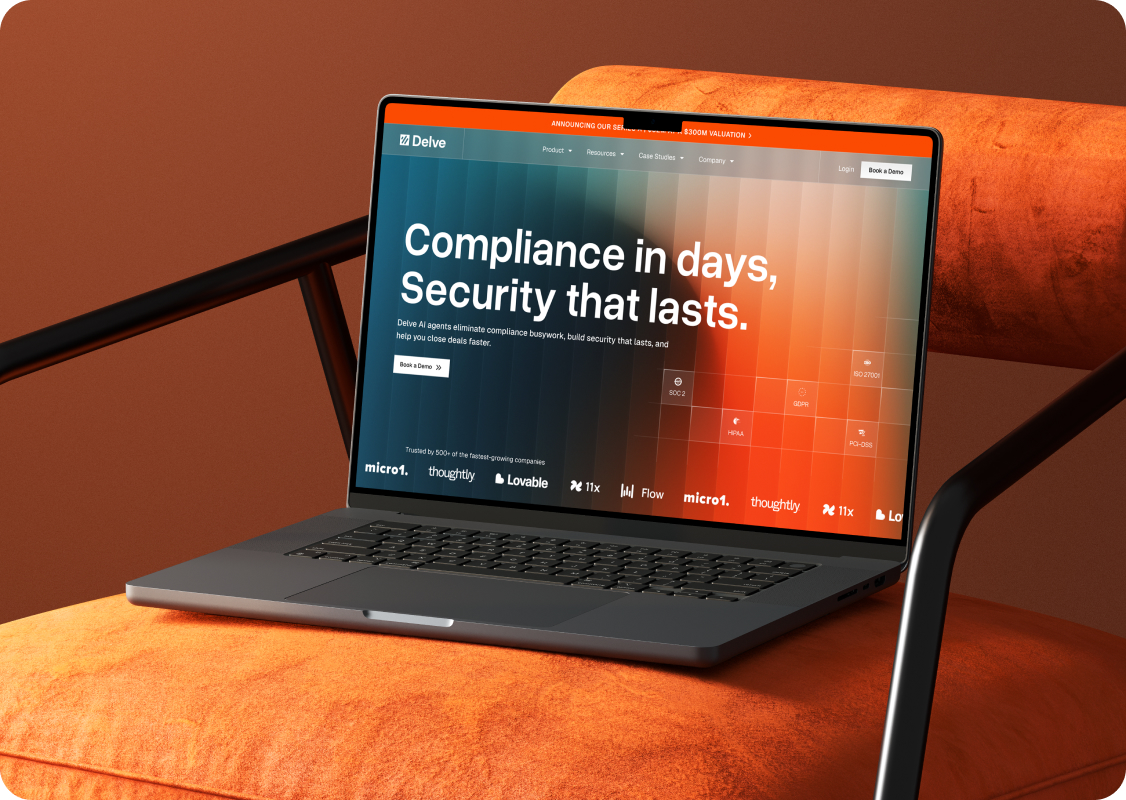 ANNOUNCING OUR $300M VALUATION
Delve
Product Resources Case Studies Company
Login Book a Demo
Compliance in days,
Security that lasts.
Delve AI agents eliminate compliance busywork, build security that lasts, and
help you close deals faster.
Book a Demo
ISO 27001
SOC 2
GDPR
HIPAA
PCI-DSS
Trusted by 500+ of the fastest-growing companies
micro1. thoughtly Lovable 11x Flow micro1. thoughtly 11x Lo